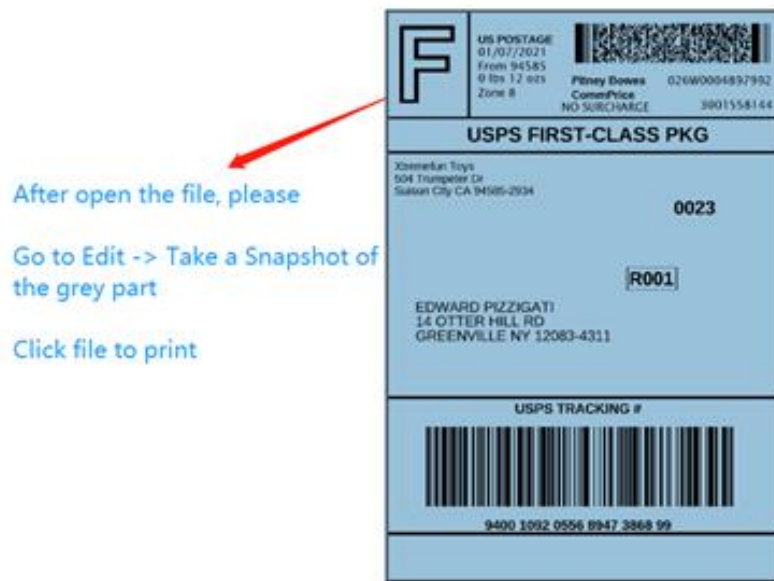 After open the file, please
Go to Edit -> Take a Snapshot of
the grey part
Click file to print
F
US POSTAGE
01/07/2021
From 94585
0 lbs 12 ozs
Zone 8
Pitney Bowes
CommPrice
NO SURCHARGE
026W0004897992
3001558144
USPS FIRST-CLASS PKG
Toys
504 Trumpeter Dr
Suisun City CA 94585-2934
0023
R001
EDWARD PIZZIGATI
14 OTTER HILL RD
GREENVILLE NY 12083-4311
USPS TRACKING #
9400 1092 0556 8947 3868 99